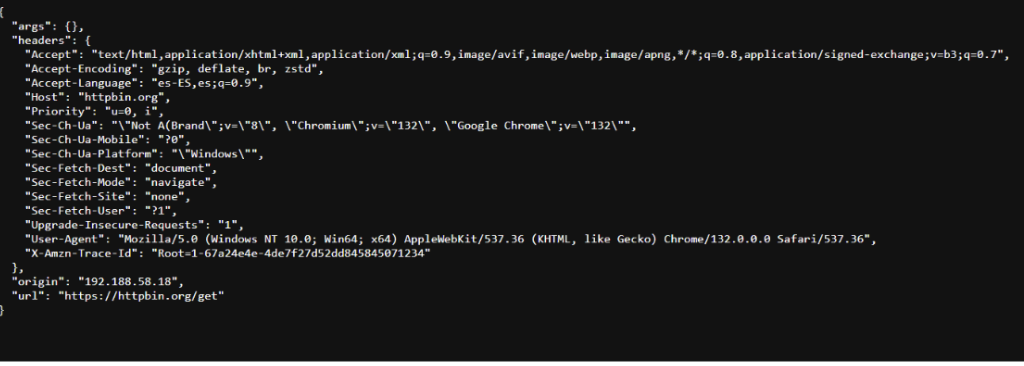 {
"args": {},
"headers": {
"Accept": "text/html,application/xhtml+xml,application/xml;q=0.9,image/avif,image/webp,image/apng,*/*;q=0.8,application/signed-exchange;v=b3;q=0.7",
"Accept-Encoding": "gzip, deflate, br, zstd",
"Accept-Language": "es-ES,es;q=0.9",
"Host": "httpbin.org",
"Priority": "u=0, i",
"Sec-Ch-Ua": "\"Not A(Brand\";v=\"8\", \"Chromium\";v=\"132\", \"Google Chrome\";v=\"132\"",
"Sec-Ch-Ua-Mobile": "?0",
"Sec-Ch-Ua-Platform": "\"Windows\"",
"Sec-Fetch-Dest": "document",
"Sec-Fetch-Mode": "navigate",
"Sec-Fetch-Site": "none",
"Sec-Fetch-User": "?1",
"Upgrade-Insecure-Requests": "1",
"User-Agent": "Mozilla/5.0 (Windows NT 10.0; Win64; x64) AppleWebKit/537.36 (KHTML, like Gecko) Chrome/132.0.0.0 Safari/537.36",
"X-Amzn-Trace-Id": "Root=1-67a24e4e-4de7f27d52dd845845071234"
},
"origin": "192.188.58.18",
"url": "https://httpbin.org/get"
}